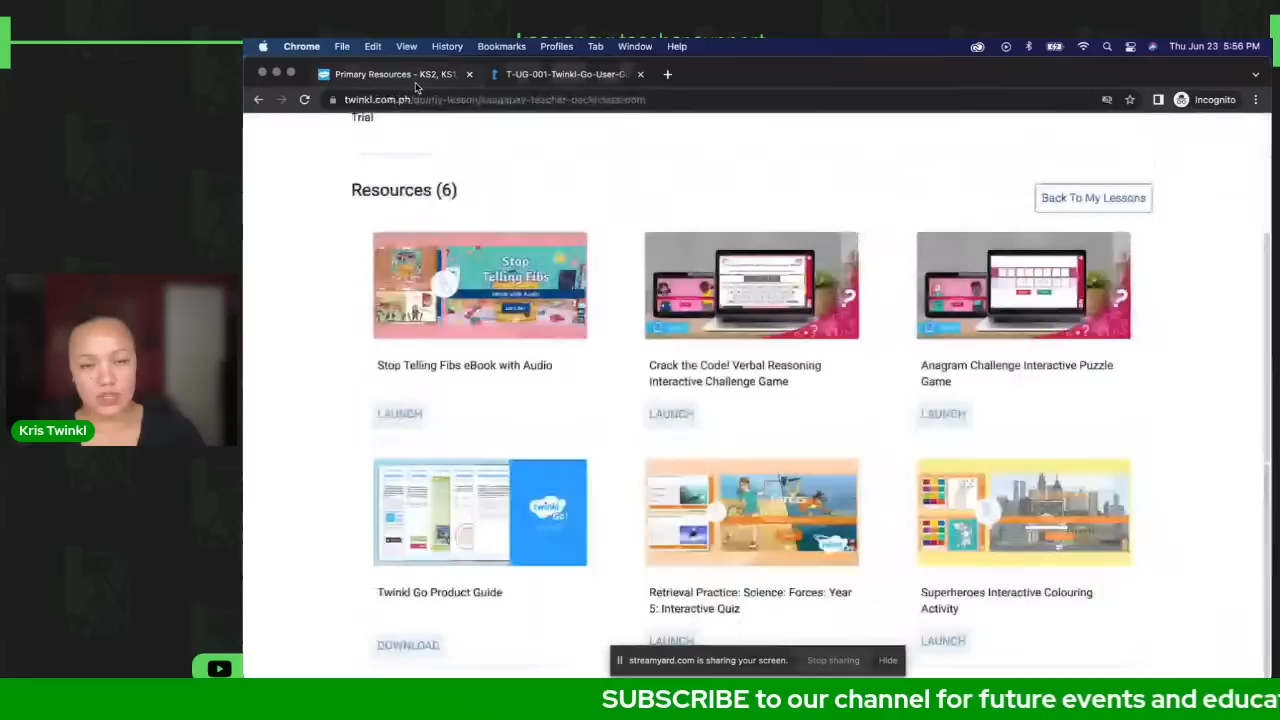 Chrome File Edit View History Bookmarks Profiles Tab Window Help Thu Jun 23 5:56 PM
Primary Resources - KS2, KS1, T-UG-001-Twinkl-Go-User-G
twinkl.com.ph Incognito
Trial
Resources (6)
Back To My Lessons
Stop
Telling Fibs
eBook with Audio
Stop Telling Fibs eBook with Audio
Crack the Code! Verbal Reasoning
Interactive Challenge Game
Anagram Challenge Interactive Puzzle
Game
LAUNCH LAUNCH LAUNCH
twinkl
Go!
Forces
Twinkl Go Product Guide
Retrieval Practice: Science: Forces: Year
5: Interactive Quiz
Superheroes Interactive Colouring
Activity
DOWNLOAD LAUNCH LAUNCH
streamyard.com is sharing your screen. Stop sharing Hide
Kris Twinkl
SUBSCRIBE to our channel for future events and educa